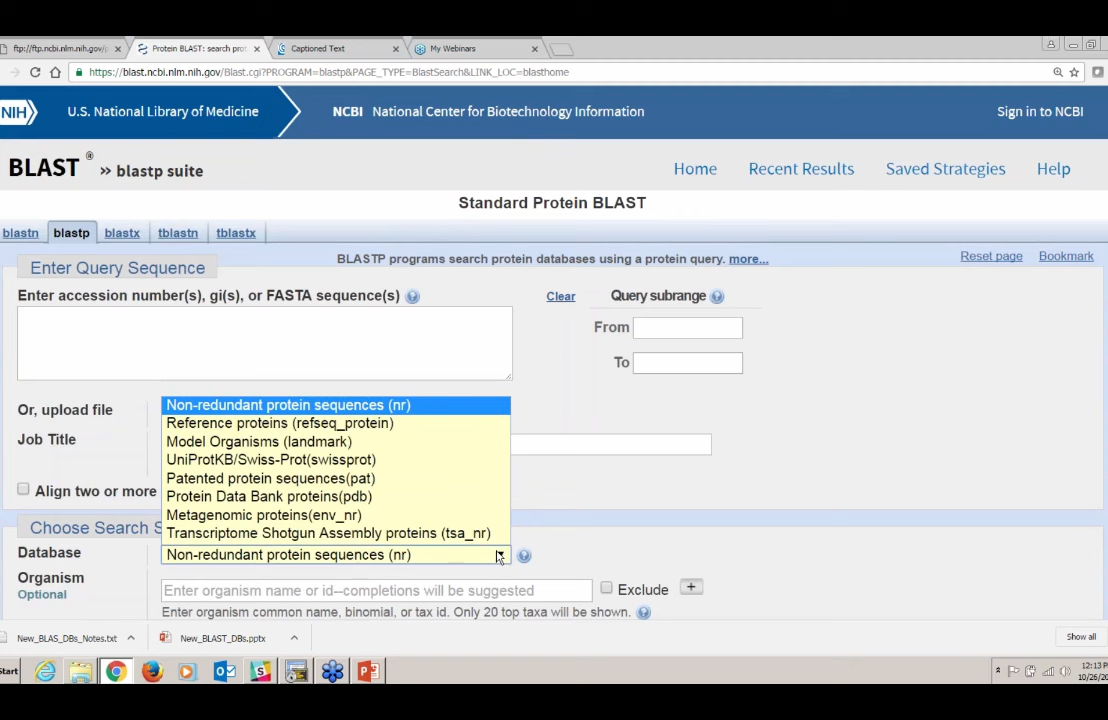 ftp://ftp.ncbi.nlm.nih.gov/p × Protein BLAST: search prot × Captioned Text × My Webinars ×
https://blast.ncbi.nlm.nih.gov/Blast.cgi?PROGRAM=blastp&PAGE_TYPE=BlastSearch&LINK_LOC=blasthome
NIH U.S. National Library of Medicine NCBI National Center for Biotechnology Information Sign in to NCBI
BLAST ® » blastp suite Home Recent Results Saved Strategies Help
Standard Protein BLAST
blastn blastp blastx tblastn tblastx
Enter Query Sequence BLASTP programs search protein databases using a protein query. more... Reset page Bookmark
Enter accession number(s), gi(s), or FASTA sequence(s) Clear Query subrange
From
To
Or, upload file
Job Title
Align two or more
Non-redundant protein sequences (nr)
Reference proteins (refseq_protein)
Model Organisms (landmark)
UniProtKB/Swiss-Prot(swissprot)
Patented protein sequences(pat)
Protein Data Bank proteins(pdb)
Metagenomic proteins(env_nr)
Transcriptome Shotgun Assembly proteins (tsa_nr)
Choose Search S
Database Non-redundant protein sequences (nr)
Organism
Optional
Enter organism name or id--completions will be suggested Exclude +
Enter organism common name, binomial, or tax id. Only 20 top taxa will be shown.
New_BLAS_DBs_Notes.txt New_BLAST_DBs.pptx Show all
Start 12:13 P
10/26/20